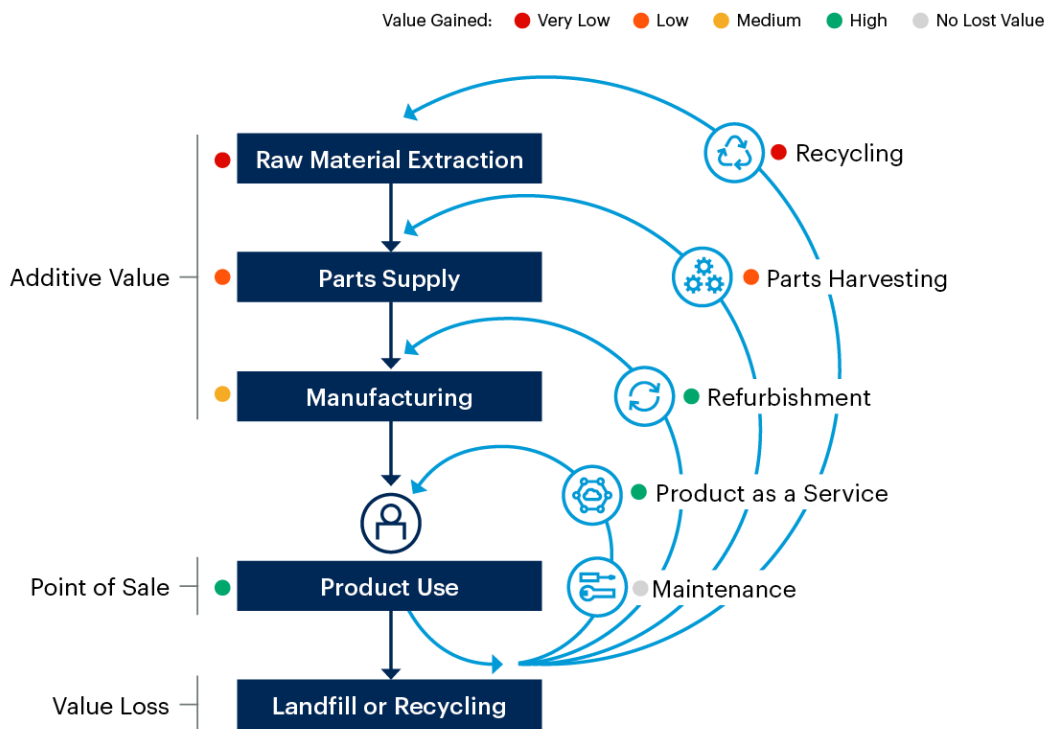 Value Gained: Very Low Low Medium High No Lost Value
Raw Material Extraction
Recycling
Additive Value
Parts Supply
Parts Harvesting
Manufacturing
Refurbishment
Product as a Service
Point of Sale
Product Use
Maintenance
Value Loss
Landfill or Recycling